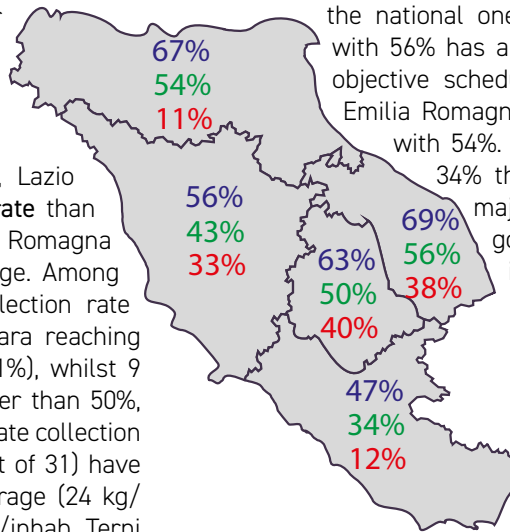 the national one
with 56% has a
objective sched
Emilia Romagn
with 54%.
34% th
maj
go
67%
54%
11%
, Lazio
rate than
Romagna
ge. Among
llection rate
ara reaching
1%), whilst 9
er than 50%,
ate collection
t of 31) have
rage (24 kg/
/inhab. Terni
56%
43%
33%
69%
56%
38%
63%
50%
40%
47%
34%
12%